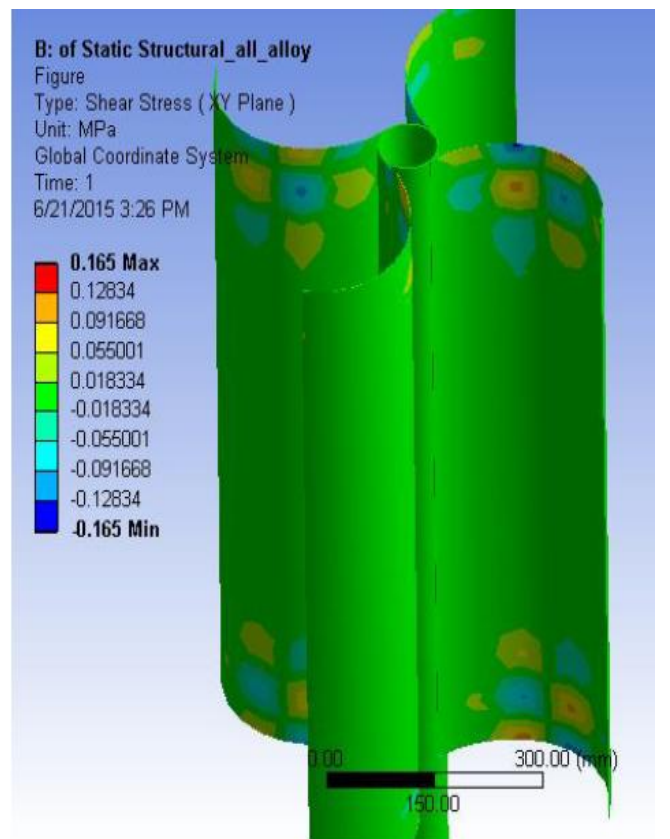 B: of Static Structural_all_alloy
Figure
Type: Shear Stress ( XY Plane )
Unit: MPa
Global Coordinate System
Time: 1
6/21/2015 3:26 PM
0.165 Max
0.12834
0.091668
0.055001
0.018334
-0.018334
-0.055001
-0.091668
-0.12834
-0.165 Min
0.00
300.00 (mm)
150.00